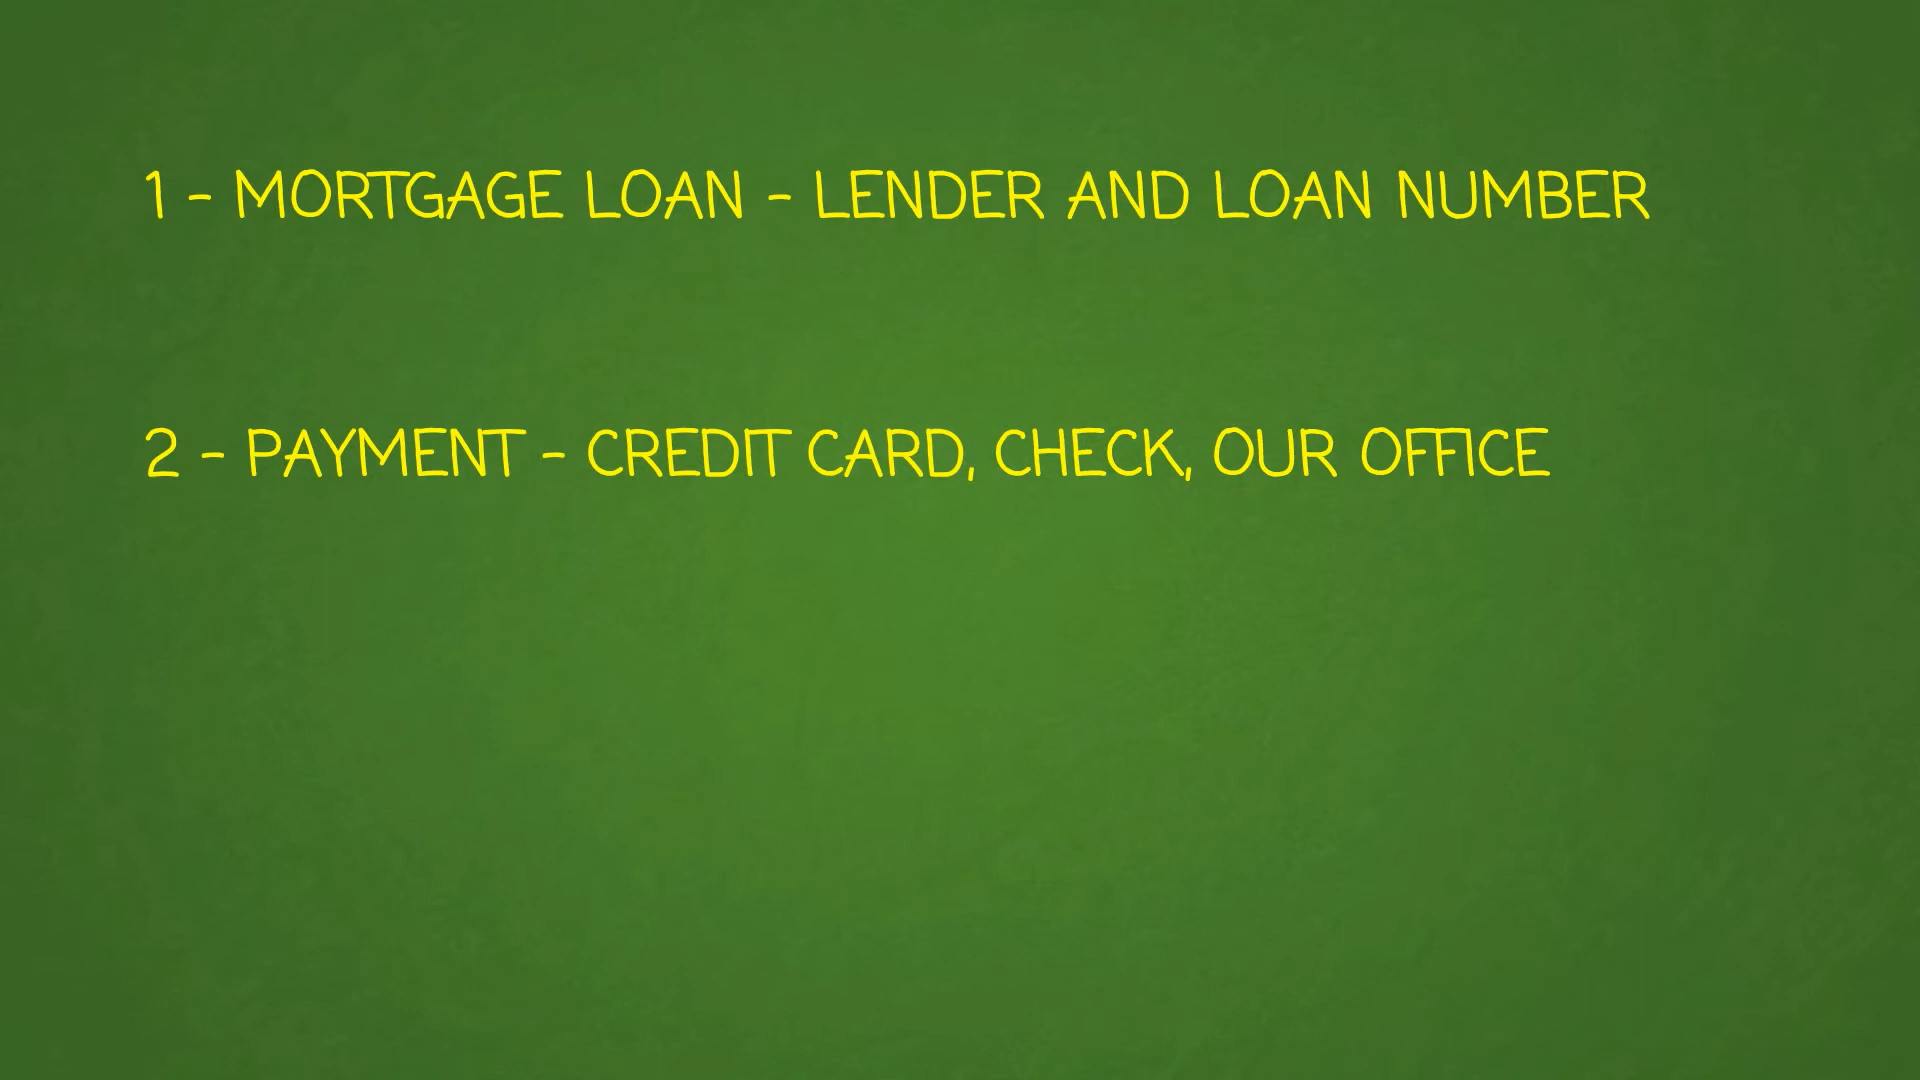 1 - MORTGAGE LOAN - LENDER AND LOAN NUMBER
2 - PAYMENT - CREDIT CARD, CHECK, OUR OFFICE